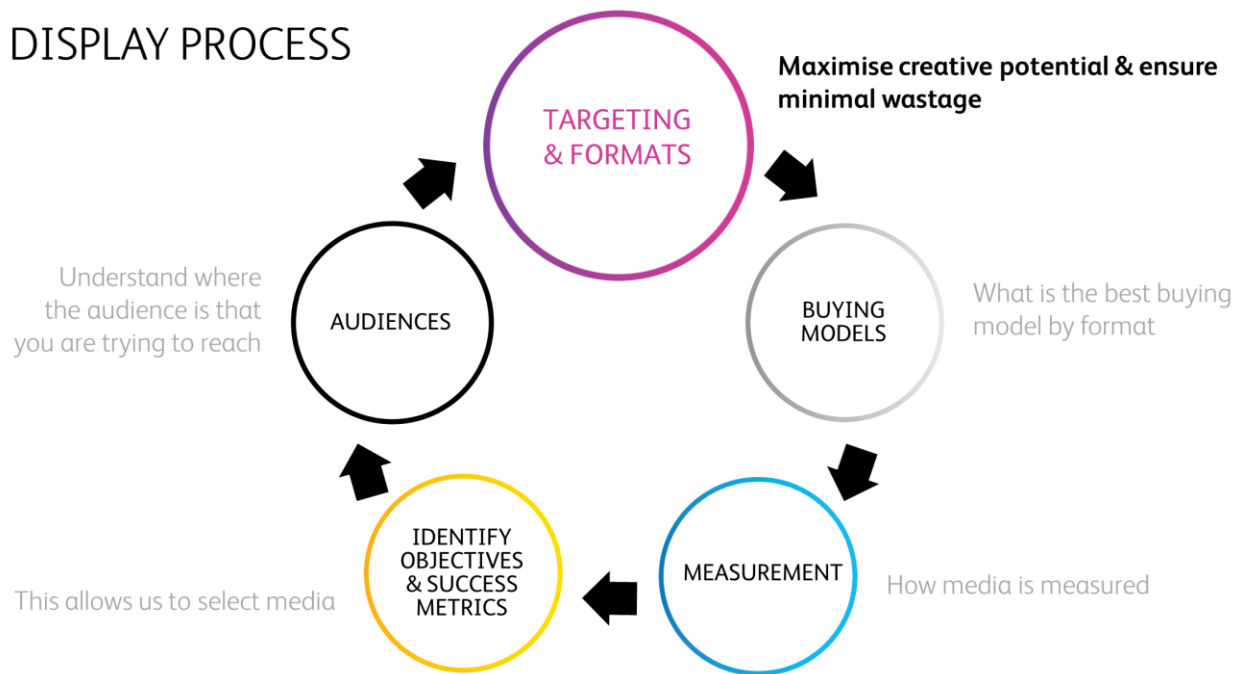 DISPLAY PROCESS
TARGETING
& FORMATS
Maximise creative potential & ensure
minimal wastage
BUYING
MODELS
What is the best buying
model by format
MEASUREMENT
How media is measured
IDENTIFY
OBJECTIVES
& SUCCESS
METRICS
This allows us to select media
AUDIENCES
Understand where
the audience is that
you are trying to reach